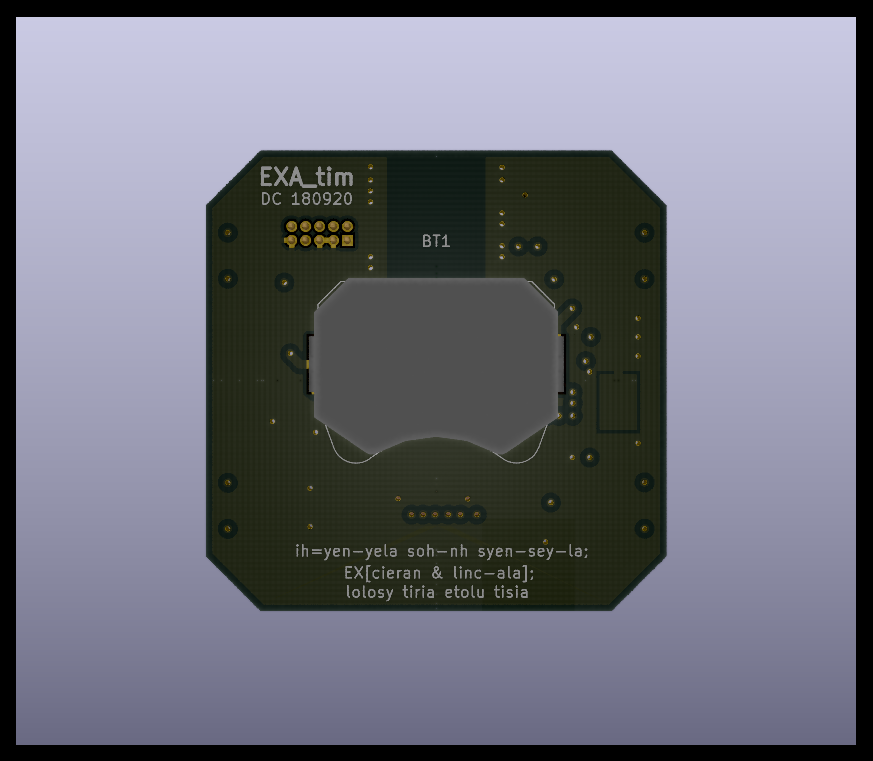 EXA_tim
DC 180920
BT1
ih=yen-yela soh-nh syen-sey-la;
EX[cieran & linc-ala];
lolosy tiria etolu tisia